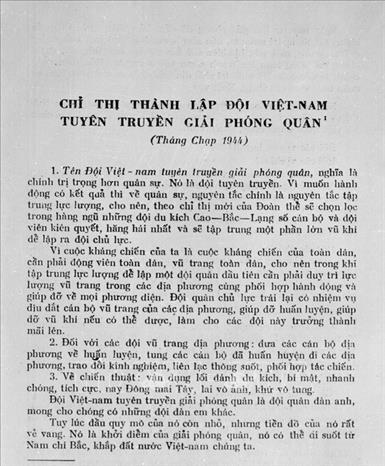 CHỈ THỊ THÀNH LẬP ĐỘI VIỆT-NAM
TUYÊN TRUYỀN GIẢI PHÓNG QUÂN¹
(Tháng Chạp 1944)
1. Tên Đội Việt-nam tuyên truyền giải phóng quân, nghĩa là
chính trị trọng hơn quân sự. Nó là đội tuyên truyền. Vì muốn hành
động có kết quả thì về quân sự, nguyên tắc chính là nguyên tắc tập
trung lực lượng, cho nên, theo chỉ thị mới của Đoàn thể sẽ chọn lọc
trong hàng ngũ những đội du kích Cao—Bắc—Lạng số cán bộ và đội
viên kiên quyết, hăng hái nhất và sẽ tập trung một phần lớn vũ khí
để lập ra đội chủ lực.
Vì cuộc kháng chiến của ta là cuộc kháng chiến của toàn dân,
cần phải động viên toàn dân, vũ trang toàn dân, cho nên trong khi
tập trung lực lượng để lập một đội quân đầu tiên cần phải duy trì lực
lượng vũ trang trong các địa phương cùng phối hợp hành động và
giúp đỡ về mọi phương diện. Đội quân chủ lực trái lại có nhiệm vụ
dìu dắt cán bộ vũ trang của các địa phương, giúp đỡ huấn luyện, giúp
đỡ vũ khí nếu có thể được, làm cho các đội này trưởng thành
mãi lên.
2. Đối với các đội vũ trang địa phương: đưa các cán bộ địa
phương về huấn luyện, tung các cán bộ đã huấn luyện đi các địa
phương, trao đổi kinh nghiệm, liên lạc thông suốt, phối hợp tác chiến.
3. Về chiến thuật: vận dụng lối đánh du kích, bí mật, nhanh
chóng, tích cực, nay Đông mai Tây, lai vô ảnh, khứ vô tung.
Đội Việt-nam tuyên truyền giải phóng quân là đội quân đàn anh,
mong cho chóng có những đội đàn em khác.
Tuy lúc đầu quy mô của nó còn nhỏ, nhưng tiền đồ của nó rất
vẻ vang. Nó là khởi điểm của giải phóng quân, nó có thể đi suốt từ
Nam chí Bắc, khắp đất nước Việt-nam chúng ta.